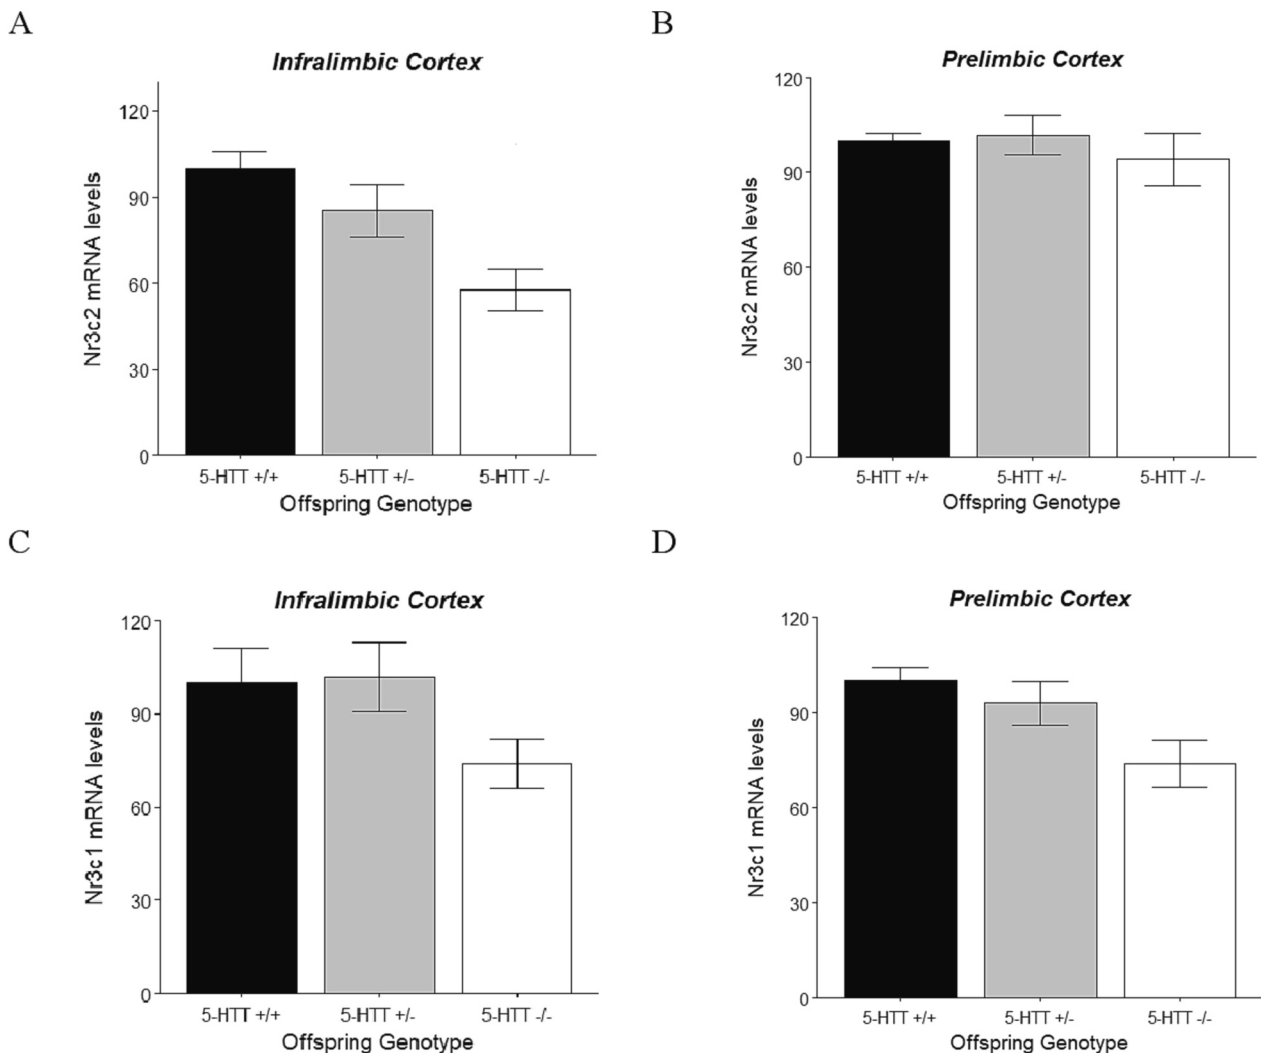 A
Infralimbic Cortex
Nr3c2 mRNA levels
120
90
60
30
0
5-HTT +/+ 5-HTT +/- 5-HTT -/-
Offspring Genotype
B
Prelimbic Cortex
Nr3c2 mRNA levels
120
90
60
30
0
5-HTT +/+ 5-HTT +/- 5-HTT -/-
Offspring Genotype
C
Infralimbic Cortex
Nr3c1 mRNA levels
120
90
60
30
0
5-HTT +/+ 5-HTT +/- 5-HTT -/-
Offspring Genotype
D
Prelimbic Cortex
Nr3c1 mRNA levels
120
90
60
30
0
5-HTT +/+ 5-HTT +/- 5-HTT -/-
Offspring Genotype